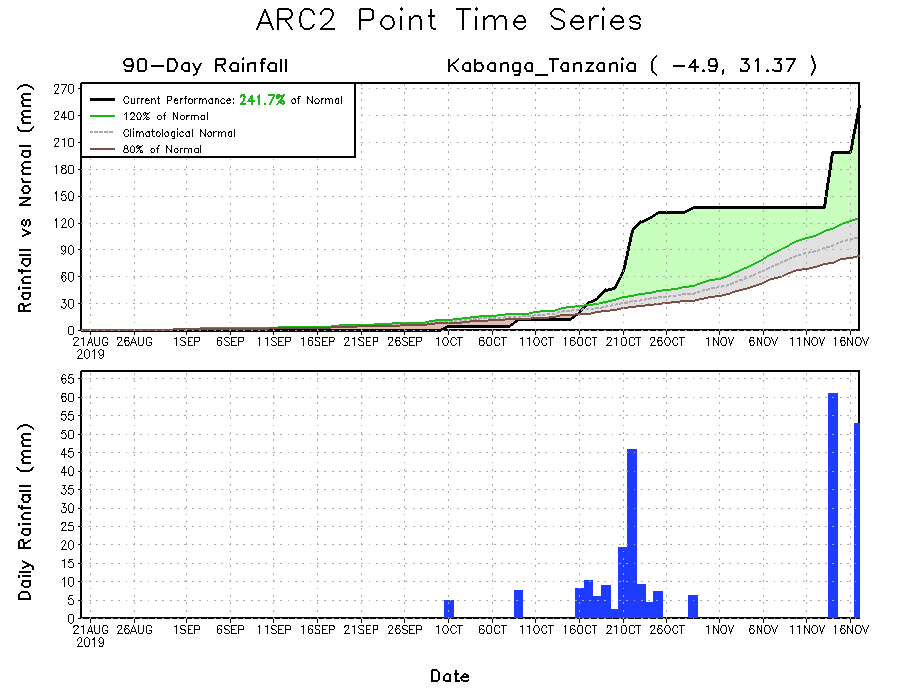 ARC2 Point Time Series
90-Day Rainfall
Kabanga_Tanzania ( -4.9, 31.37 )
Rainfall vs Normal (mm)
270
240
210
180
150
120
90
60
30
0
Current Performance: 241.7% of Normal
120% of Normal
Climatological Normal
80% of Normal
21AUG 26AUG 1SEP 6SEP 11SEP 16SEP 21SEP 26SEP 1OCT 6OCT 11OCT 16OCT 21OCT 26OCT 1NOV 6NOV 11NOV 16NOV
2019
Daily Rainfall (mm)
65
60
55
50
45
40
35
30
25
20
15
10
5
0
21AUG 26AUG 1SEP 6SEP 11SEP 16SEP 21SEP 26SEP 1OCT 6OCT 11OCT 16OCT 21OCT 26OCT 1NOV 6NOV 11NOV 16NOV
2019
Date